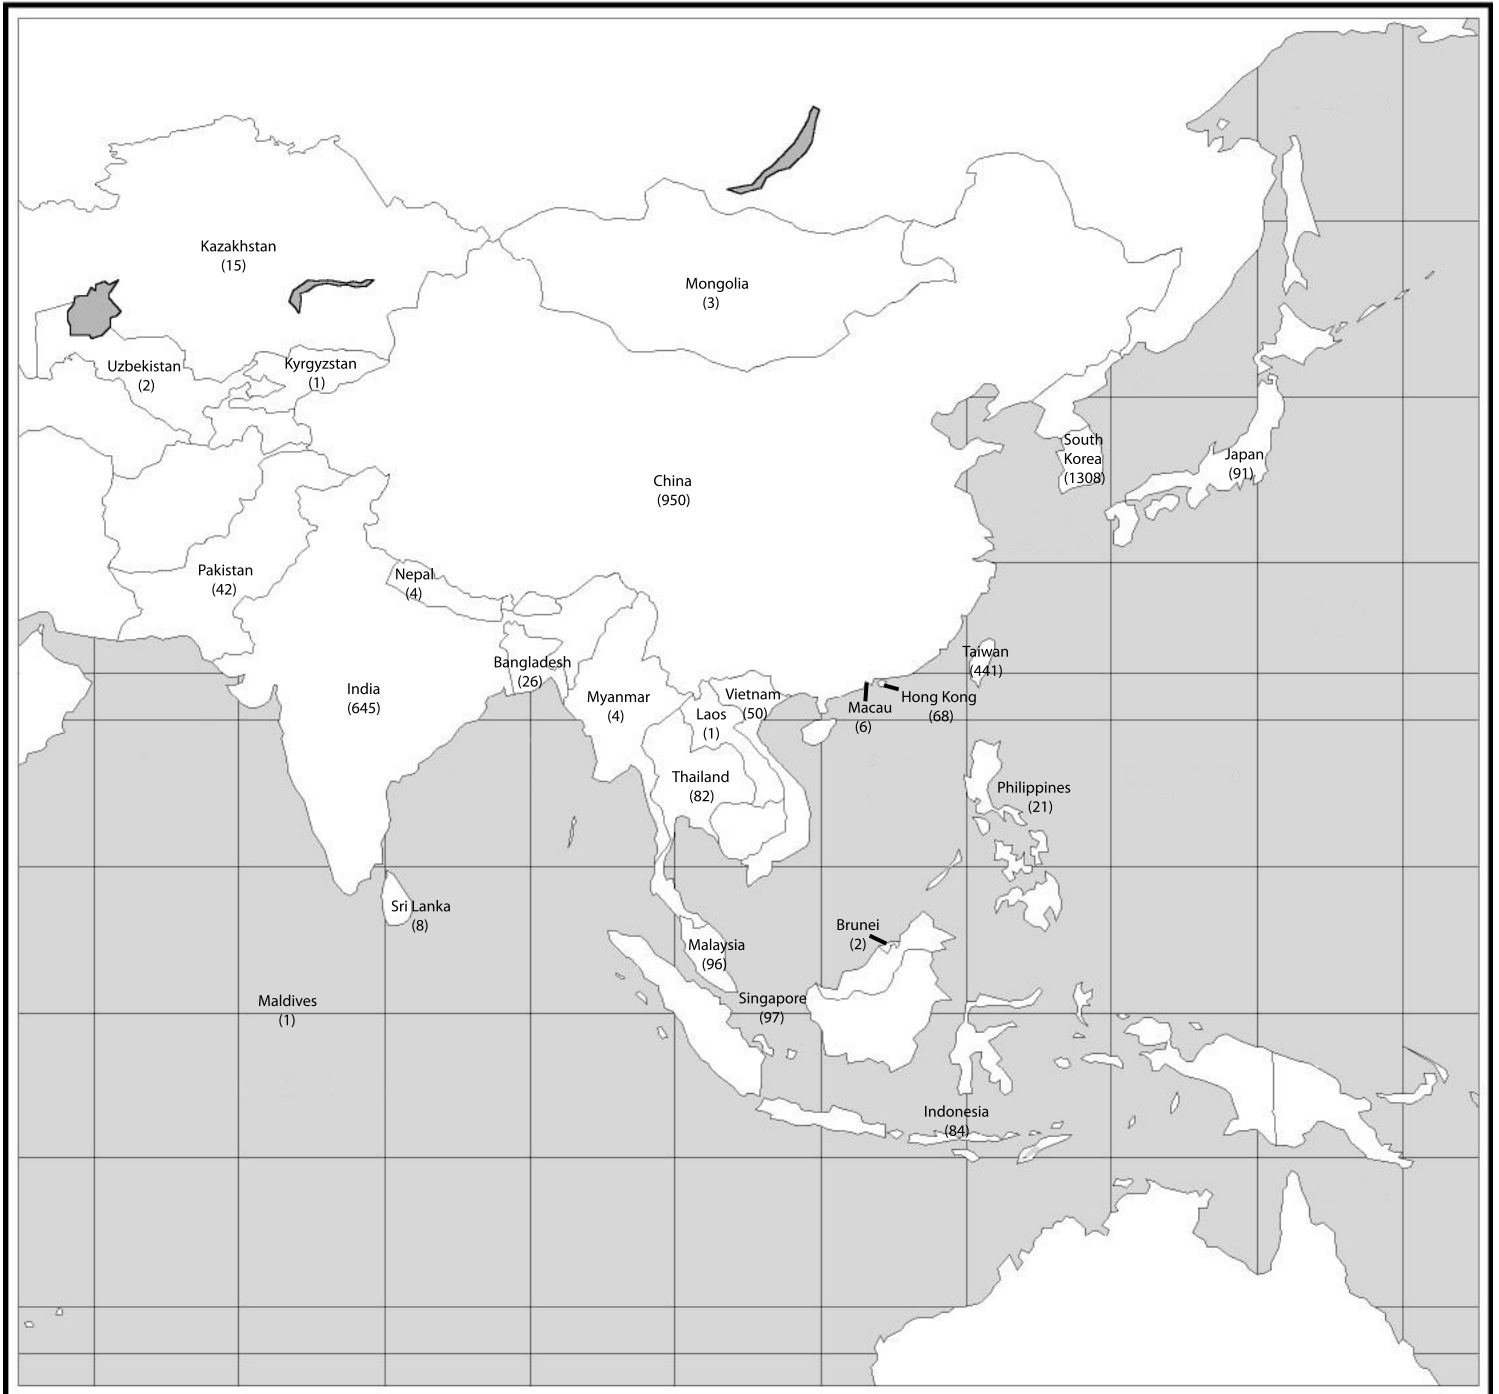 Kazakhstan
(15)
Mongolia
(3)
Uzbekistan
(2)
Kyrgyzstan
(1)
South
Korea
(1308)
Japan
(91)
China
(950)
Pakistan
(42)
Nepal
(4)
Bangladesh
(26)
Taiwan
(441)
India
(645)
Myanmar
(4)
Vietnam
(50)
Laos
(1)
Macau
(6)
Hong Kong
(68)
Thailand
(82)
Philippines
(21)
Sri Lanka
(8)
Brunei
(2)
Malaysia
(96)
Maldives
(1)
Singapore
(97)
Indonesia
(84)